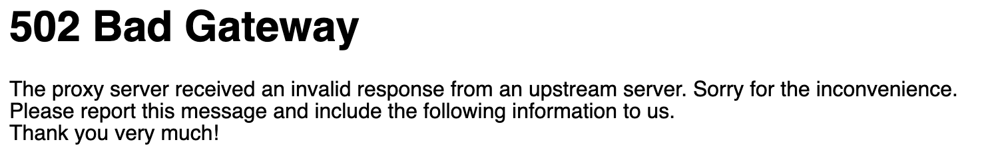 502 Bad Gateway
The proxy server received an invalid response from an upstream server. Sorry for the inconvenience.
Please report this message and include the following information to us.
Thank you very much!